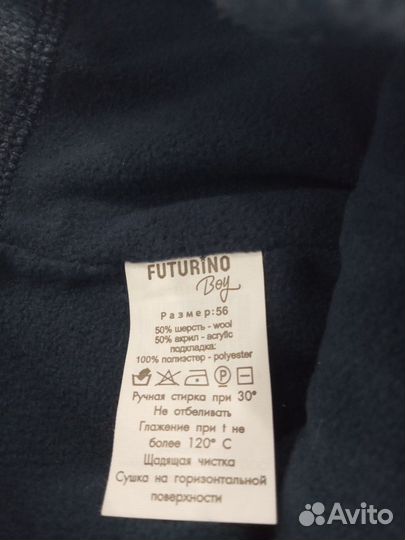 FUTURiNO
Boy
Размер:56
50% шерсть - wool
50% акрил - acrylic
подкладка:
100% полиэстер - polyester
Ручная стирка при 30°
Не отбеливать
Глажение при t не
более 120° С
Щадящая чистка
Сушка на горизонтальной
поверхности
Avito